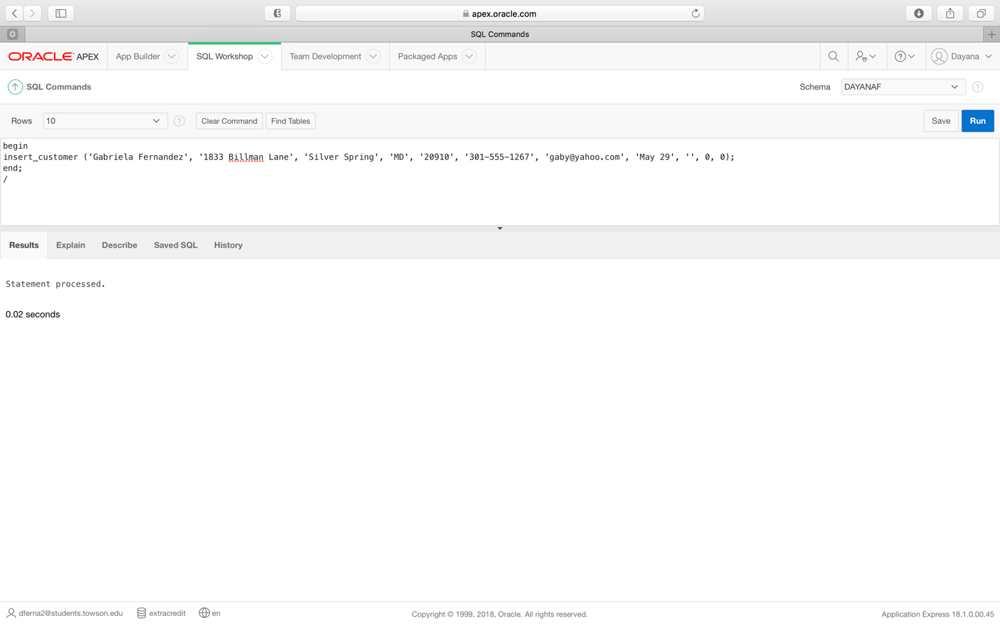 apex.oracle.com
O
SQL Commands
ORACLE APEX
App Builder
SQL Workshop
Team Development
Packaged Apps
Dayana
SQL Commands
Schema
DAYANAF
?
Rows
10
?
Clear Command
Find Tables
Save
Run
begin
insert_customer ('Gabriela Fernandez', '1833 Billman Lane', 'Silver Spring', 'MD', '20910', '301-555-1267', 'gaby@yahoo.com', 'May 29', '', 0, 0);
end;
/
Results
Explain
Describe
Saved SQL
History
Statement processed.
0.02 seconds
dferna2@students.towson.edu
extracredit
en
Copyright © 1999, 2018, Oracle. All rights reserved.
Application Express 18.1.0.00.45